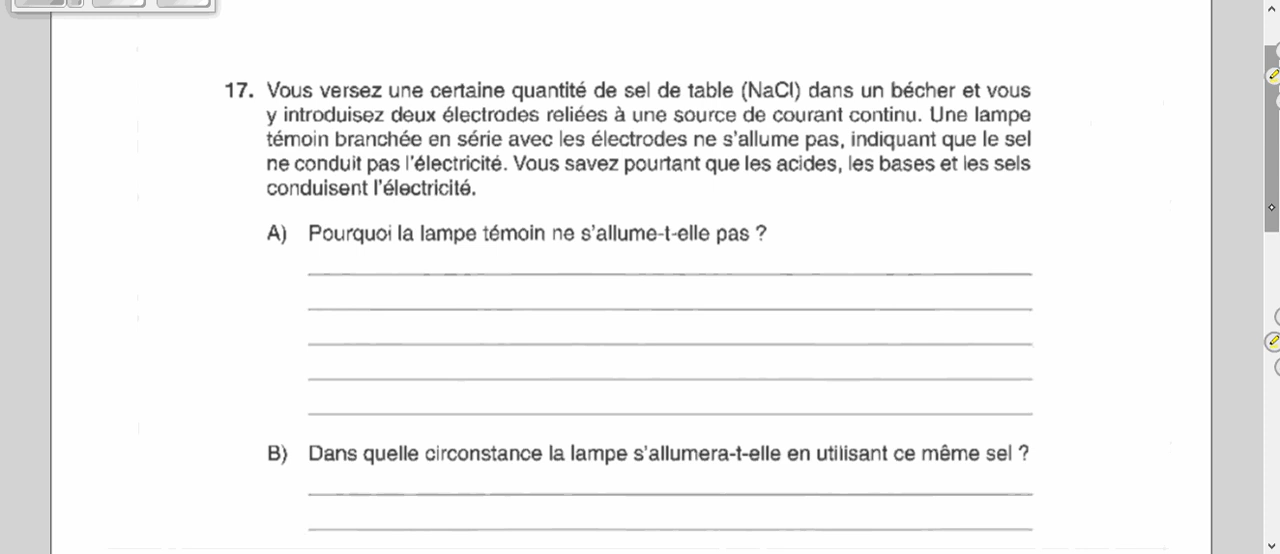 17. Vous versez une certaine quantité de sel de table (NaCl) dans un bécher et vous
y introduisez deux électrodes reliées à une source de courant continu. Une lampe
témoin branchée en série avec les électrodes ne s'allume pas, indiquant que le sel
ne conduit pas l'électricité. Vous savez pourtant que les acides, les bases et les sels
conduisent l'électricité.
A) Pourquoi la lampe témoin ne s'allume-t-elle pas ?
B) Dans quelle circonstance la lampe s'allumera-t-elle en utilisant ce même sel ?